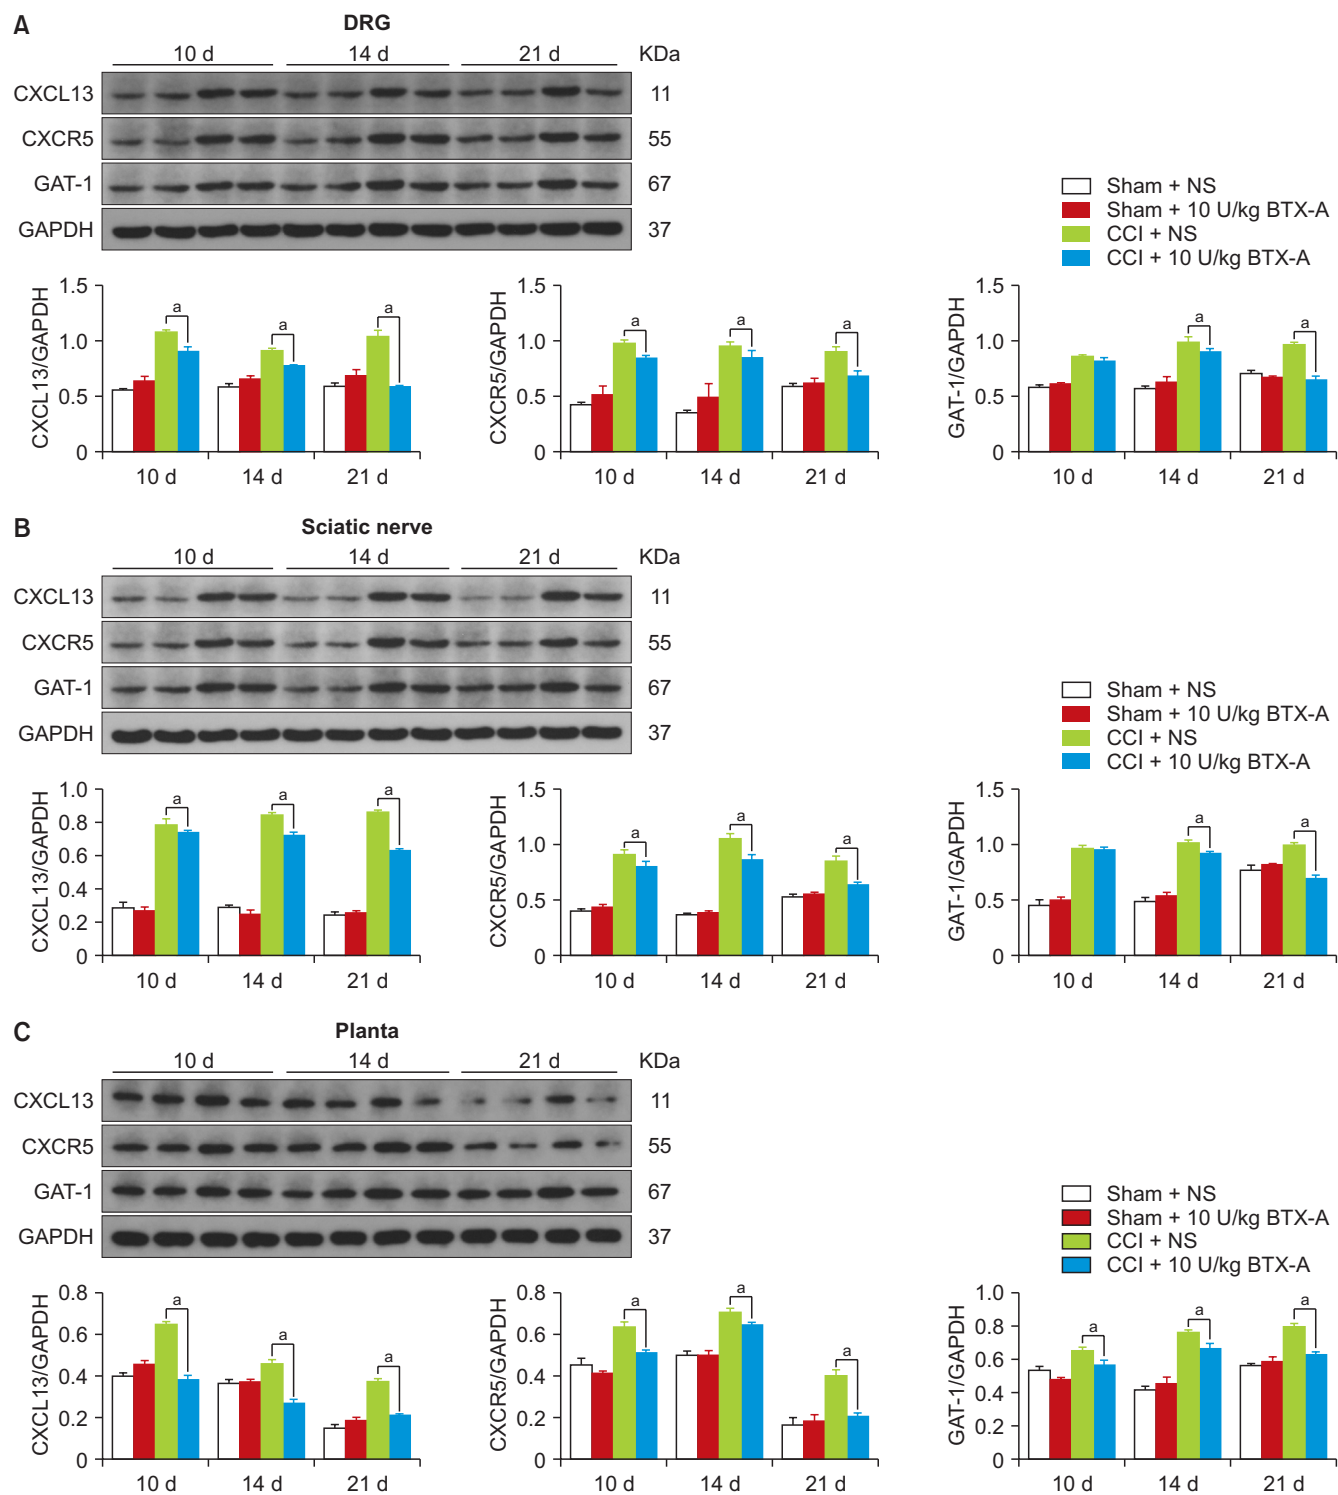 A
DRG
10 d 14 d 21 d KDa
CXCL13 11
CXCR5 55
GAT-1 67
GAPDH 37
Sham + NS
Sham + 10 U/kg BTX-A
CCI + NS
CCI + 10 U/kg BTX-A
CXCL13/GAPDH
1.5
1.0
0.5
0
a a a
10 d 14 d 21 d
CXCR5/GAPDH
1.5
1.0
0.5
0
a a a
10 d 14 d 21 d
GAT-1/GAPDH
1.5
1.0
0.5
0
a a
10 d 14 d 21 d
B
Sciatic nerve
10 d 14 d 21 d KDa
CXCL13 11
CXCR5 55
GAT-1 67
GAPDH 37
Sham + NS
Sham + 10 U/kg BTX-A
CCI + NS
CCI + 10 U/kg BTX-A
CXCL13/GAPDH
1.0
0.8
0.6
0.4
0.2
0
a a a
10 d 14 d 21 d
CXCR5/GAPDH
1.5
1.0
0.5
0
a a a
10 d 14 d 21 d
GAT-1/GAPDH
1.5
1.0
0.5
0
a a
10 d 14 d 21 d
C
Planta
10 d 14 d 21 d KDa
CXCL13 11
CXCR5 55
GAT-1 67
GAPDH 37
Sham + NS
Sham + 10 U/kg BTX-A
CCI + NS
CCI + 10 U/kg BTX-A
CXCL13/GAPDH
0.8
0.6
0.4
0.2
0
a a a
10 d 14 d 21 d
CXCR5/GAPDH
0.8
0.6
0.4
0.2
0
a a a
10 d 14 d 21 d
GAT-1/GAPDH
1.0
0.8
0.6
0.4
0.2
0
a a a
10 d 14 d 21 d